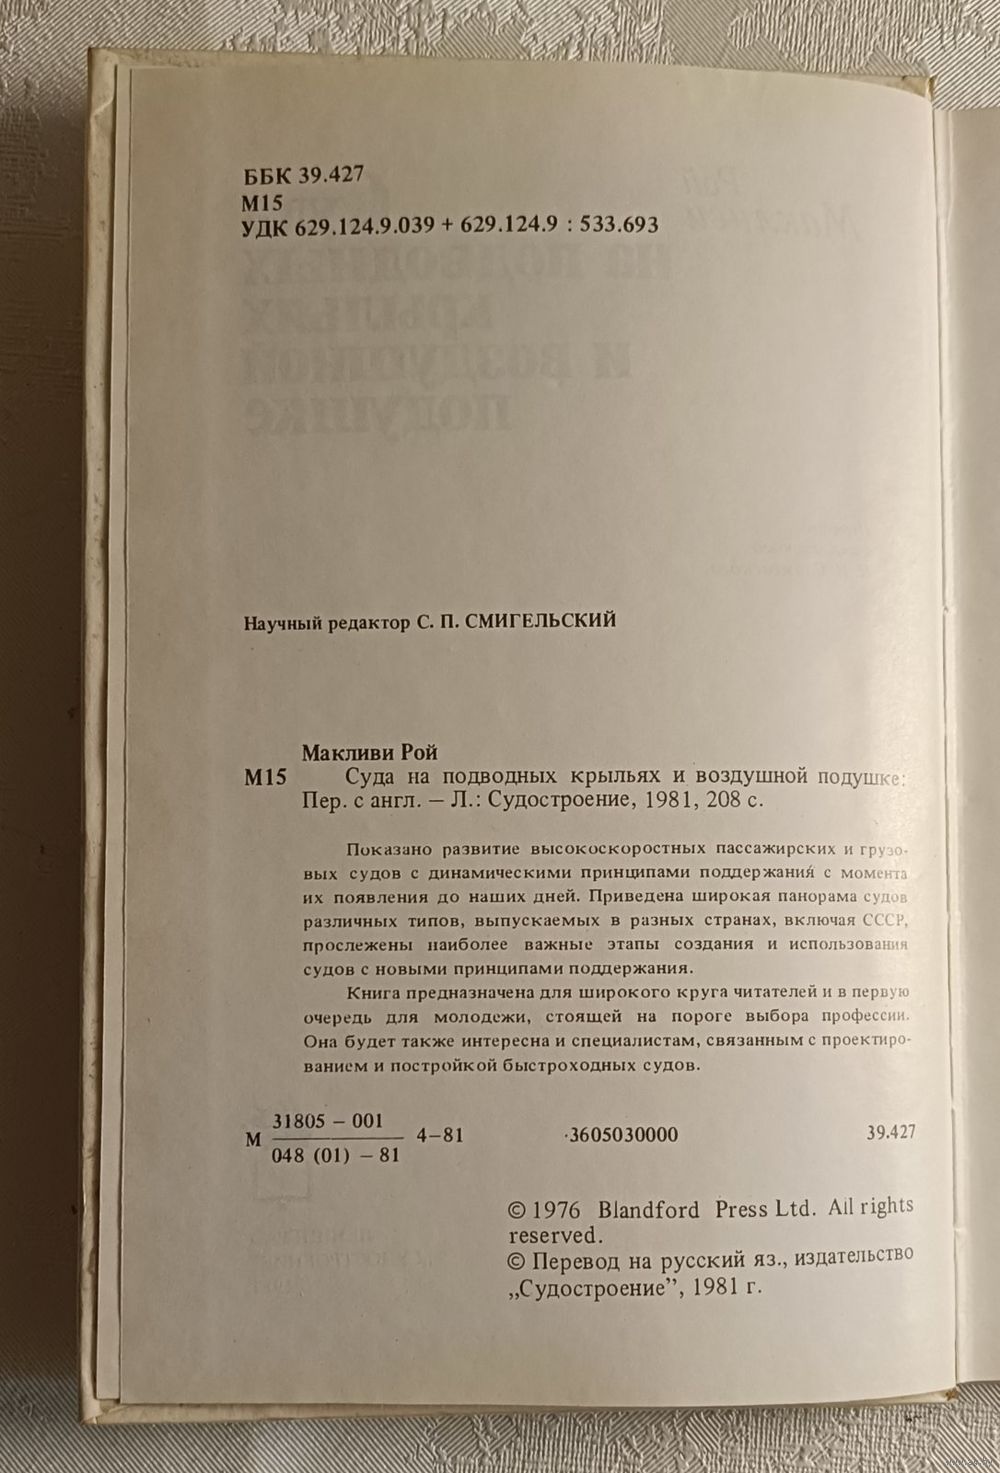 ББК 39.427
М15
УДК 629.124.9.039 + 629.124.9 : 533.693
Научный редактор С. П. СМИГЕЛЬСКИЙ
Макливи Рой
М15 Суда на подводных крыльях и воздушной подушке:
Пер. с англ. — Л.: Судостроение, 1981, 208 с.
Показано развитие высокоскоростных пассажирских и грузо-
вых судов с динамическими принципами поддержания с момента
их появления до наших дней. Приведена широкая панорама судов
различных типов, выпускаемых в разных странах, включая СССР,
прослежены наиболее важные этапы создания и использования
судов с новыми принципами поддержания.
Книга предназначена для широкого круга читателей и в первую
очередь для молодежи, стоящей на пороге выбора профессии.
Она будет также интересна и специалистам, связанным с проектиро-
ванием и постройкой быстроходных судов.
31805 – 001
М 4–81 3605030000 39.427
048 (01) – 81
© 1976 Blandford Press Ltd. All rights
reserved.
© Перевод на русский яз., издательство
„Судостроение”, 1981 г.